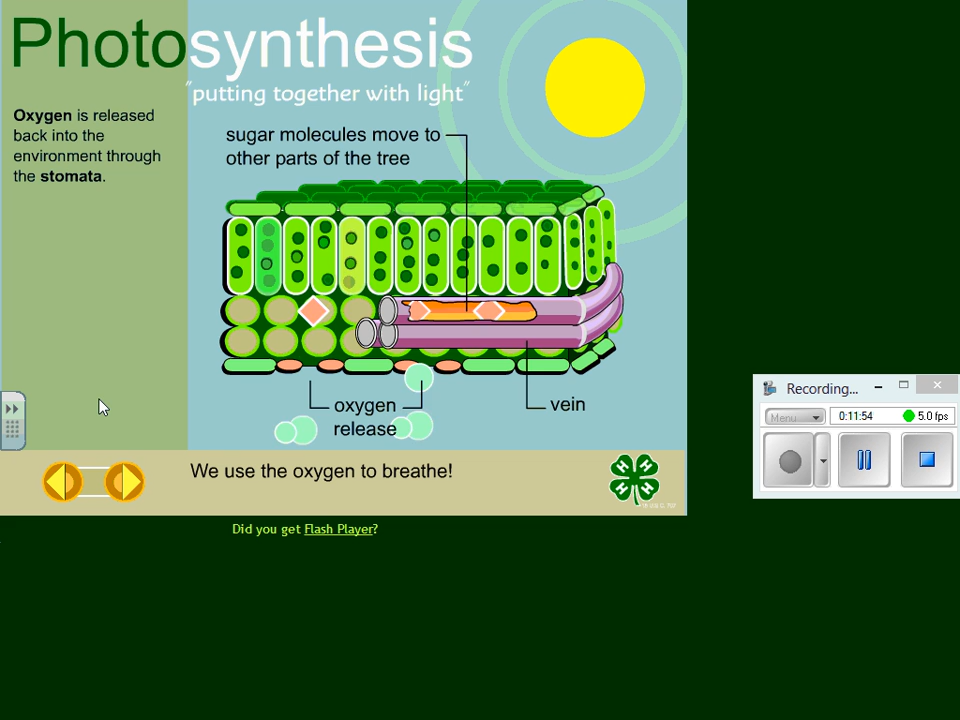 Photosynthesis
"putting together with light"
Oxygen is released
back into the
environment through
the stomata.
sugar molecules move to
other parts of the tree
oxygen
release
vein
We use the oxygen to breathe!
H H
H H
Did you get Flash Player?
Recording...
Menu
0:11:54
5.0 fps